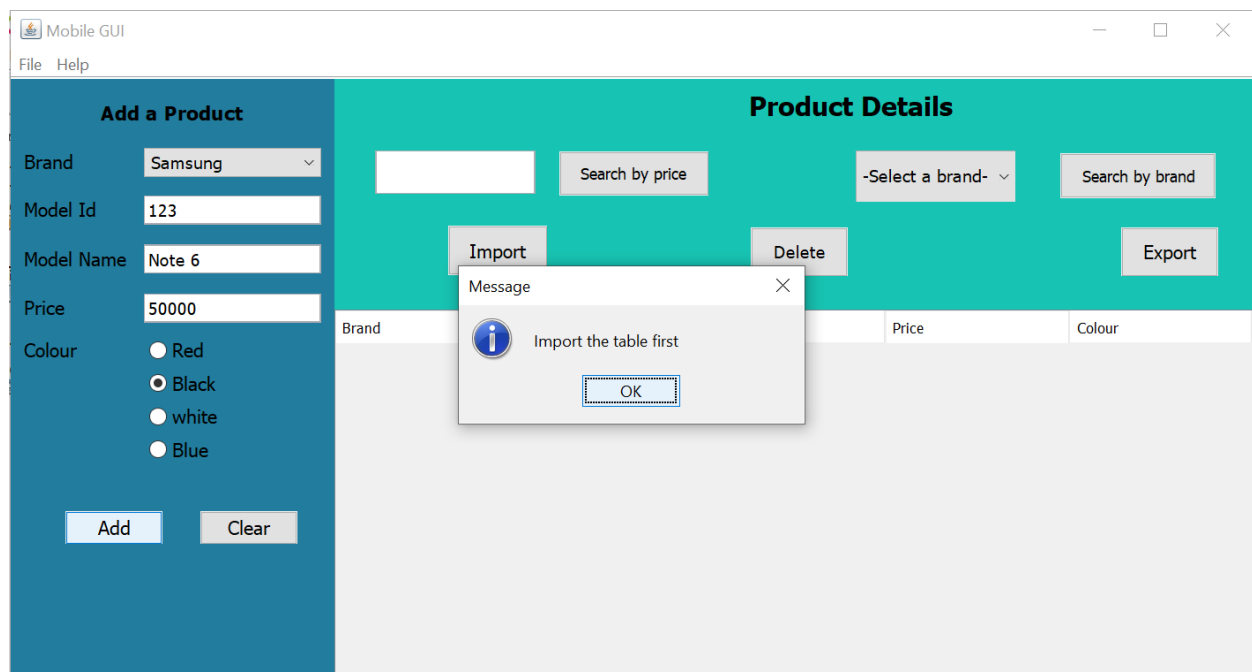 Mobile GUI
File Help
Add a Product
Brand
Samsung
Model Id
123
Model Name
Note 6
Price
50000
Colour
Red
Black
white
Blue
Add
Clear
Product Details
Search by price
-Select a brand-
Search by brand
Import
Delete
Export
Brand
Price
Colour
Message
Import the table first
OK